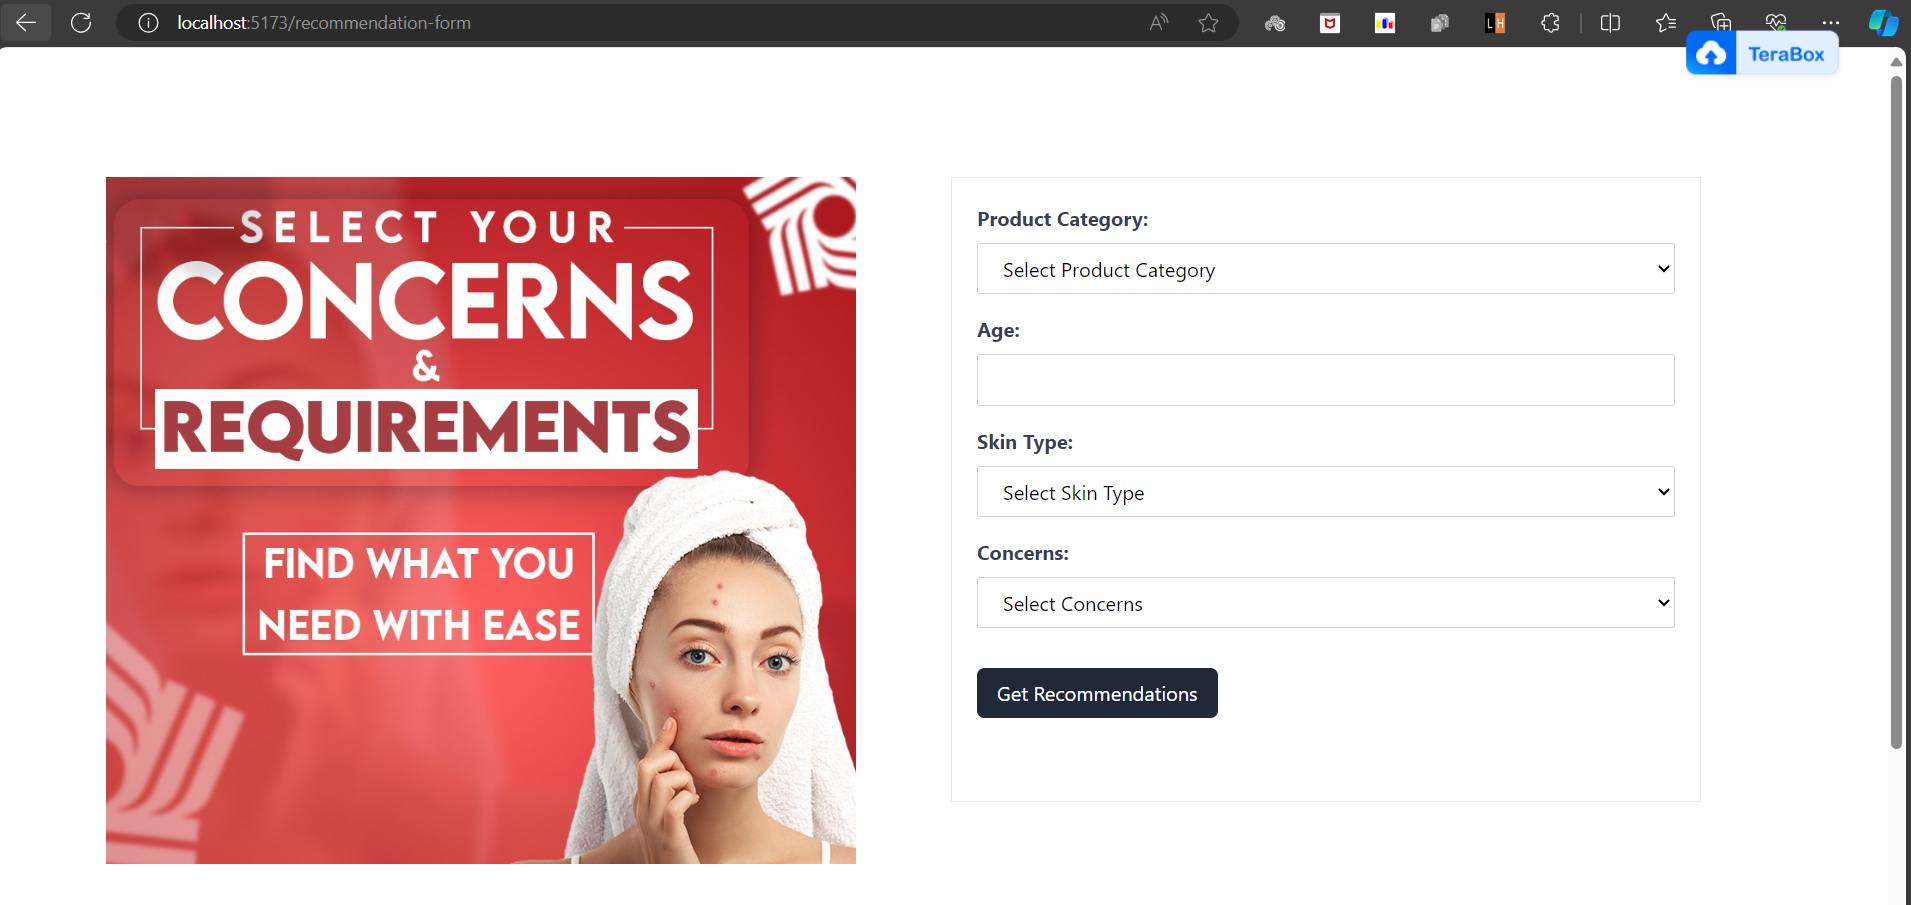 localhost:5173/recommendation-form
TeraBox
SELECT YOUR
CONCERNS
&
REQUIREMENTS
FIND WHAT YOU
NEED WITH EASE
Product Category:
Select Product Category
Age:
Skin Type:
Select Skin Type
Concerns:
Select Concerns
Get Recommendations